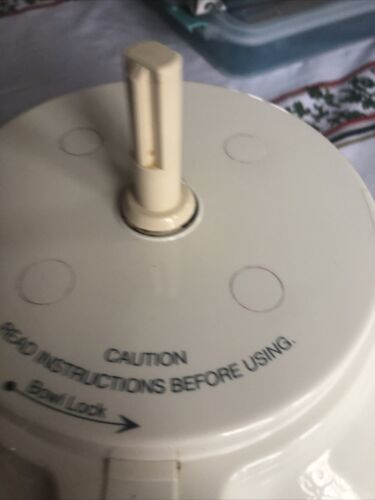 CAUTION
READ INSTRUCTIONS BEFORE USING.
Bowl Lock